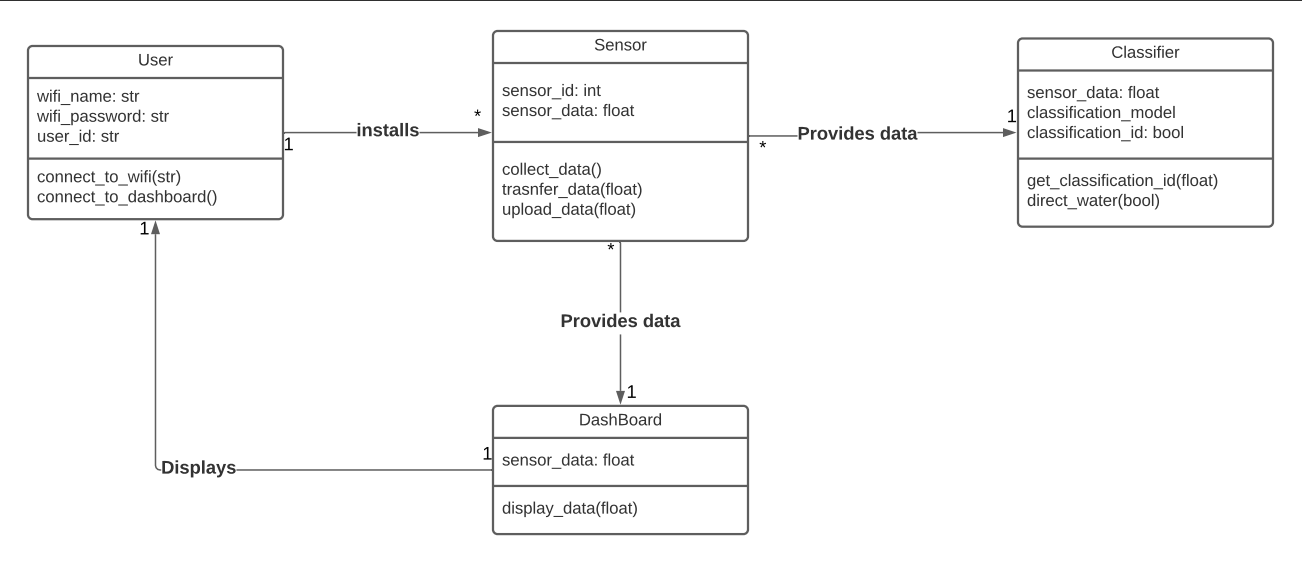 User
wifi_name: str
wifi_password: str
user_id: str
connect_to_wifi(str)
connect_to_dashboard()
1
installs
*
Sensor
sensor_id: int
sensor_data: float
collect_data()
trasnfer_data(float)
upload_data(float)
*
Provides data
1
Classifier
sensor_data: float
classification_model
classification_id: bool
get_classification_id(float)
direct_water(bool)
*
Provides data
1
DashBoard
sensor_data: float
display_data(float)
1
Displays
1